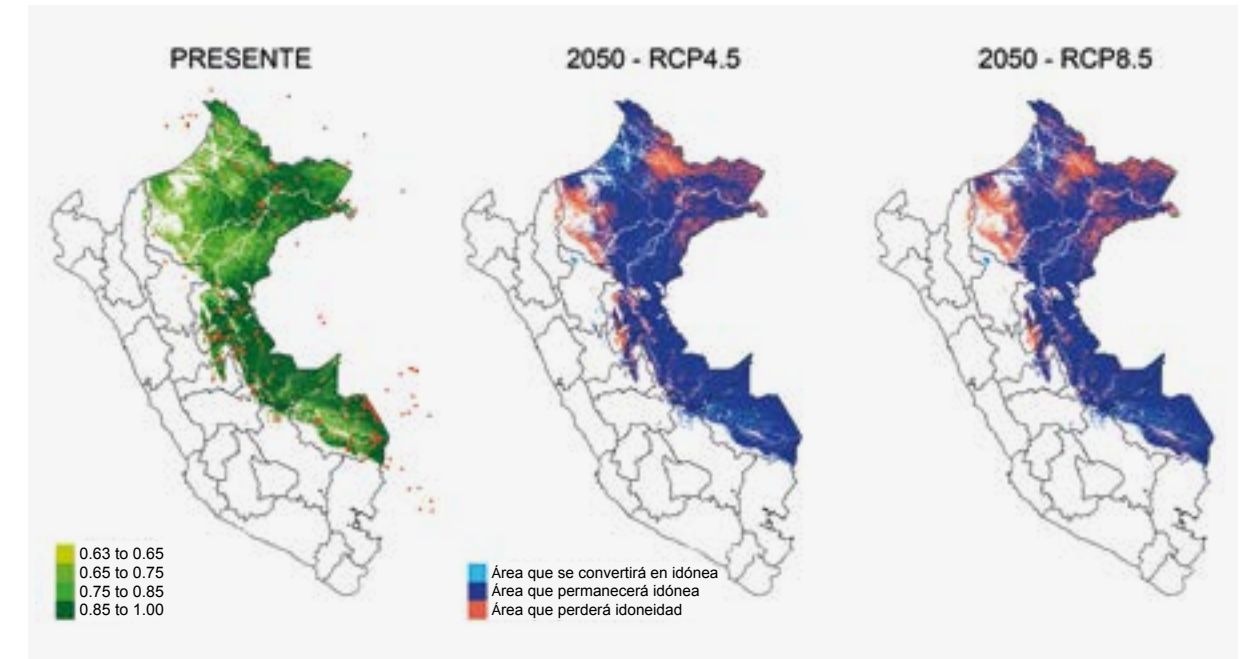 PRESENTE
2050 - RCP4.5
2050 - RCP8.5
0.63 to 0.65
0.65 to 0.75
0.75 to 0.85
0.85 to 1.00
Área que se convertirá en idónea
Área que permanecerá idónea
Área que perderá idoneidad